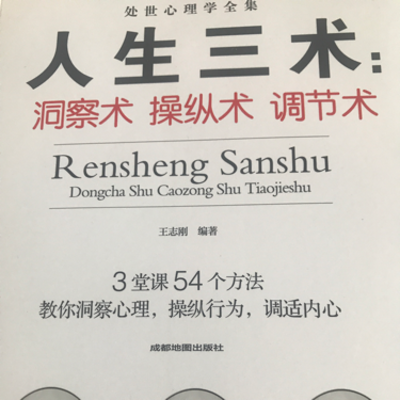 处世心理学全集
人生三术：
洞察术 操纵术 调节术
Rensheng Sanshu
Dongcha Shu Caozong Shu Tiaojieshu
王志刚 编著
3堂课54个方法
教你洞察心理，操纵行为，调适内心
成都地图出版社